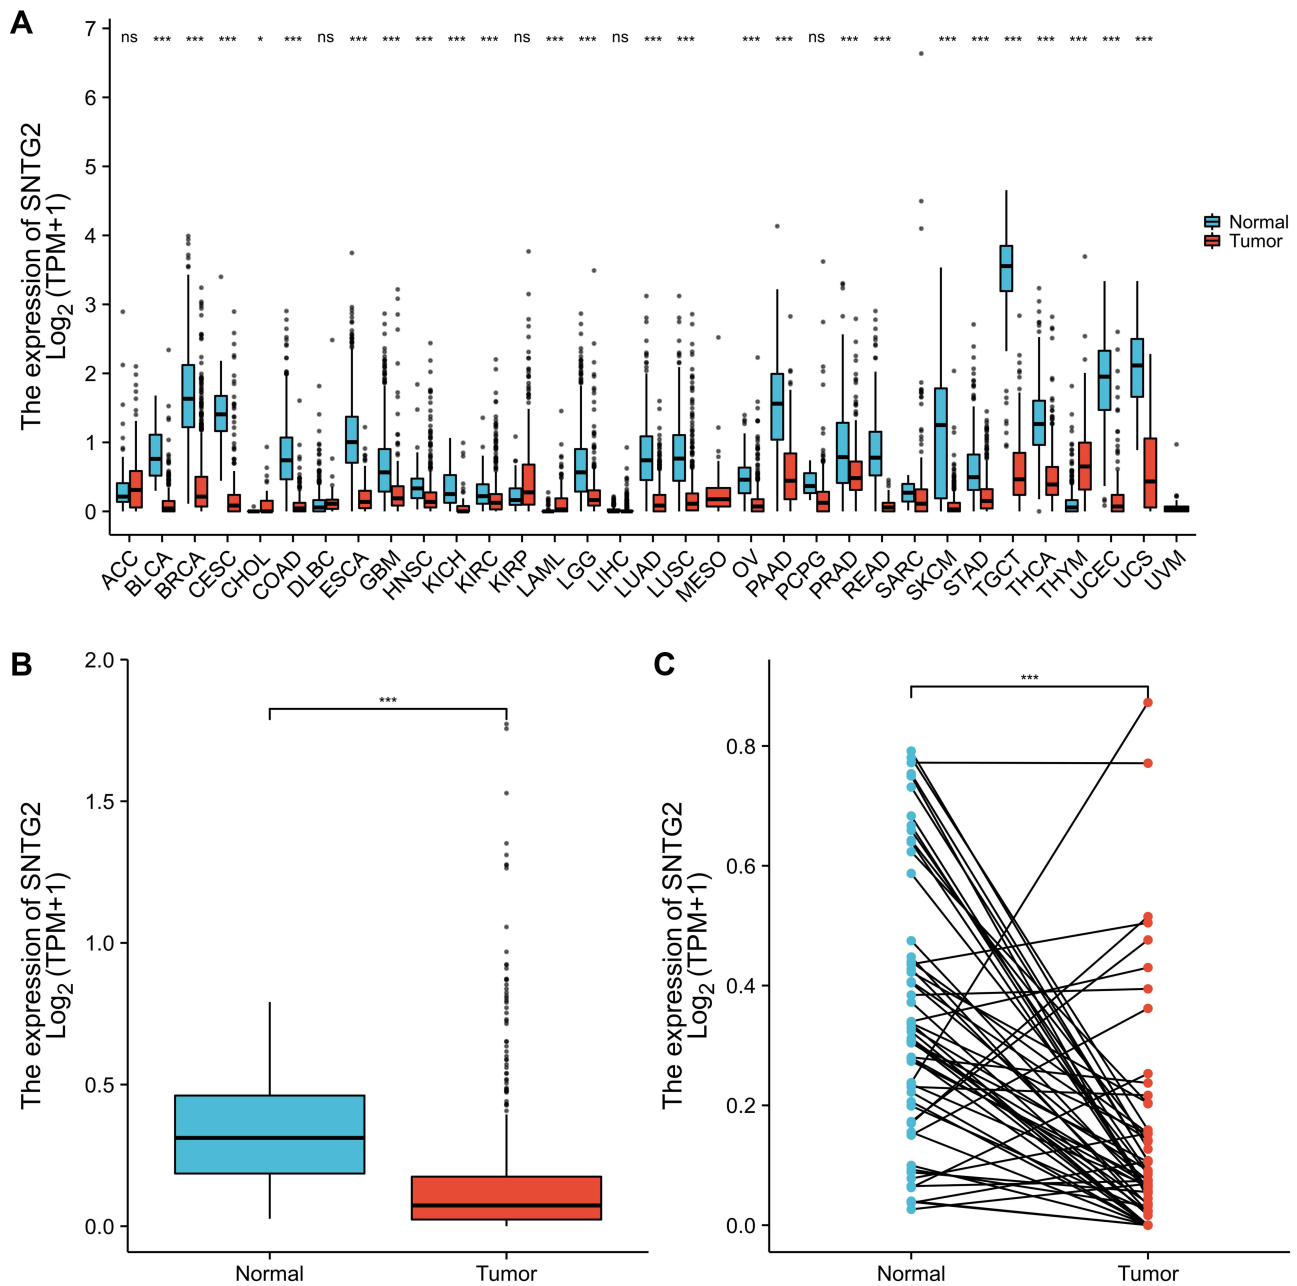 A
ns *** *** *** * *** ns *** *** *** *** *** ns *** *** ns *** *** *** *** ns *** *** *** *** *** *** *** *** ***
7
6
5
4
3
2
1
0
The expression of SNTG2
Log2 (TPM+1)
Normal
Tumor
ACC BLCA BRCA CESC CHOL COAD DLBC ESCA GBM HNSC KICH KIRC KIRP LAML LGG LIHC LUAD LUSC MESO OV PAAD PCPG PRAD READ SARC SKCM STAD TGCT THCA THYM UCEC UCS UVM
B
2.0
1.5
1.0
0.5
0.0
The expression of SNTG2
Log2 (TPM+1)
***
Normal Tumor
C
0.8
0.6
0.4
0.2
0.0
The expression of SNTG2
Log2 (TPM+1)
***
Normal Tumor